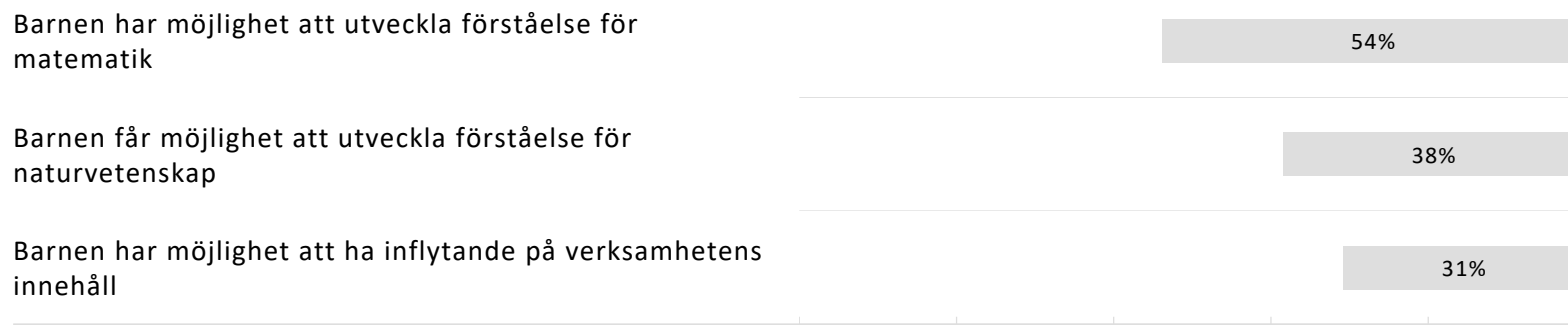 Barnen har möjlighet att utveckla förståelse för
matematik
54%
Barnen får möjlighet att utveckla förståelse för
naturvetenskap
38%
Barnen har möjlighet att ha inflytande på verksamhetens
innehåll
31%